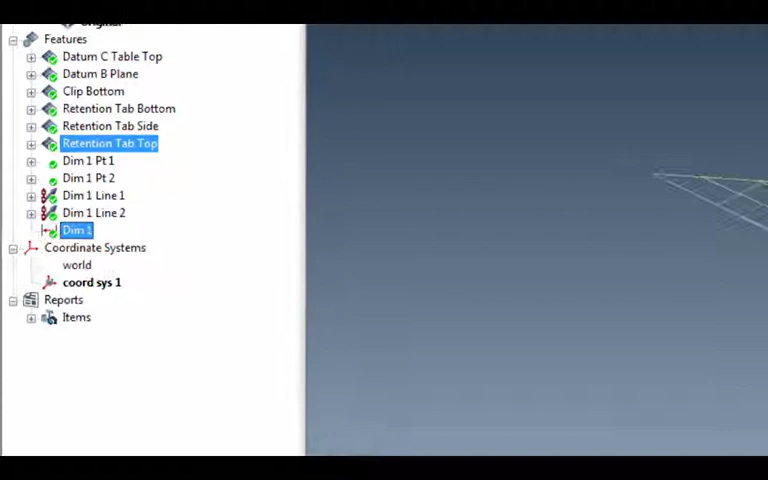 Original
Features
Datum C Table Top
Datum B Plane
Clip Bottom
Retention Tab Bottom
Retention Tab Side
Retention Tab Top
Dim 1 Pt 1
Dim 1 Pt 2
Dim 1 Line 1
Dim 1 Line 2
Dim 1
Coordinate Systems
world
coord sys 1
Reports
Items